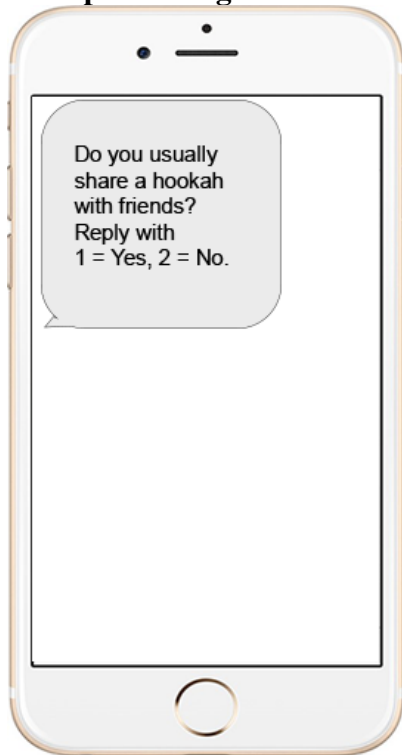 Do you usually
share a hookah
with friends?
Reply with
1 = Yes, 2 = No.